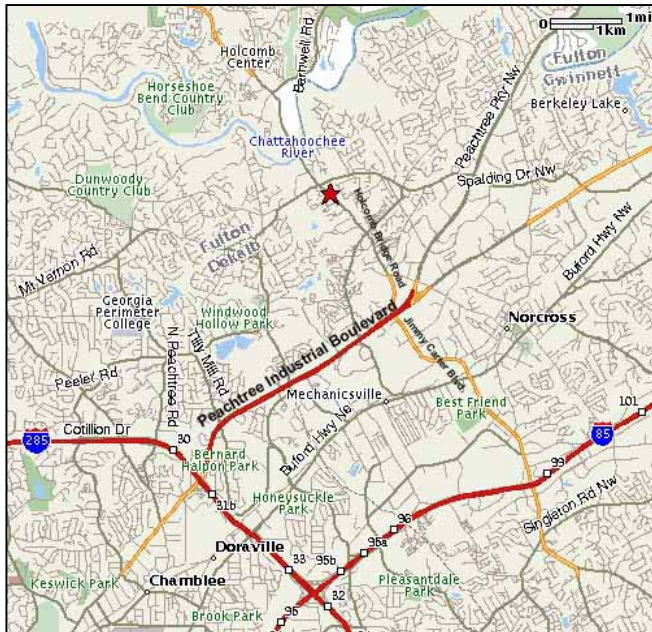 0 1mi
1km
Barnwell Rd
Holcomb
Center
Fulton
Gwinnett
Horseshoe
Bend Country
Club
Berkeley Lake
Peachtree Pky Nw
Chattahoochee
River
Dunwoody
Country Club
Spalding Dr Nw
Holcomb Bridge Road
Buford Hwy Nw
Fulton
Dekalb
Mt Vernon Rd
Georgia
Perimeter
College
Windwood
Hollow Park
Norcross
Peachtree Industrial Boulevard
Jimmy Carter Blvd.
N Peachtree Rd
Tilly Mill Rd
Peeler Rd
Mechanicsville
Best Friend
Park
101
Cotillion Dr
285
30
85
Buford Hwy Ne
Bernard
Halpon Park
99
31b
Honeysuckle
Park
96
Singleton Rd Nw
Doraville
95a
95b
33
Keswick Park
Chamblee
Pleasantdale
Park
32
Brook Park
95